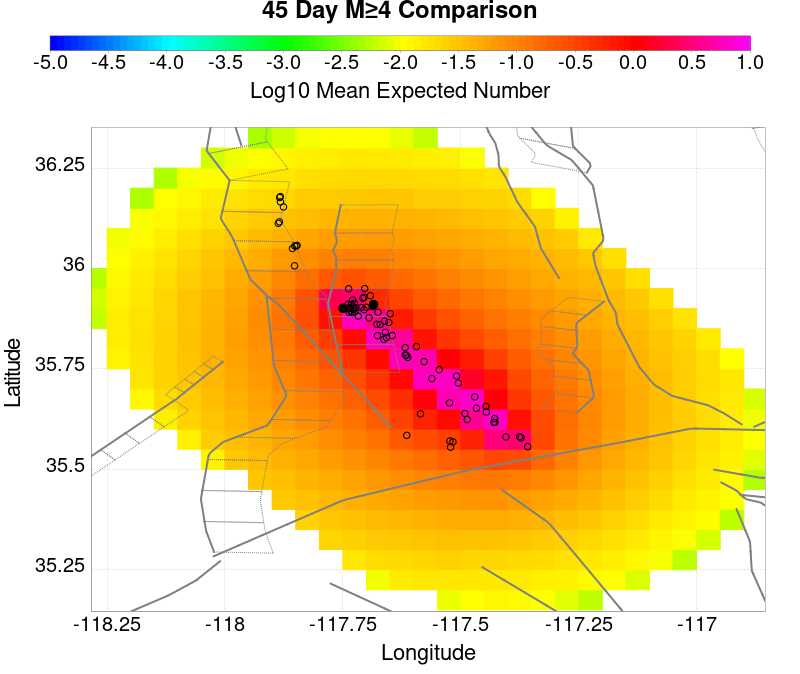 45 Day M≥4 Comparison
-5.0 -4.5 -4.0 -3.5 -3.0 -2.5 -2.0 -1.5 -1.0 -0.5 0.0 0.5 1.0
Log10 Mean Expected Number
36.25
36
35.75
35.5
35.25
Latitude
-118.25 -118 -117.75 -117.5 -117.25 -117
Longitude